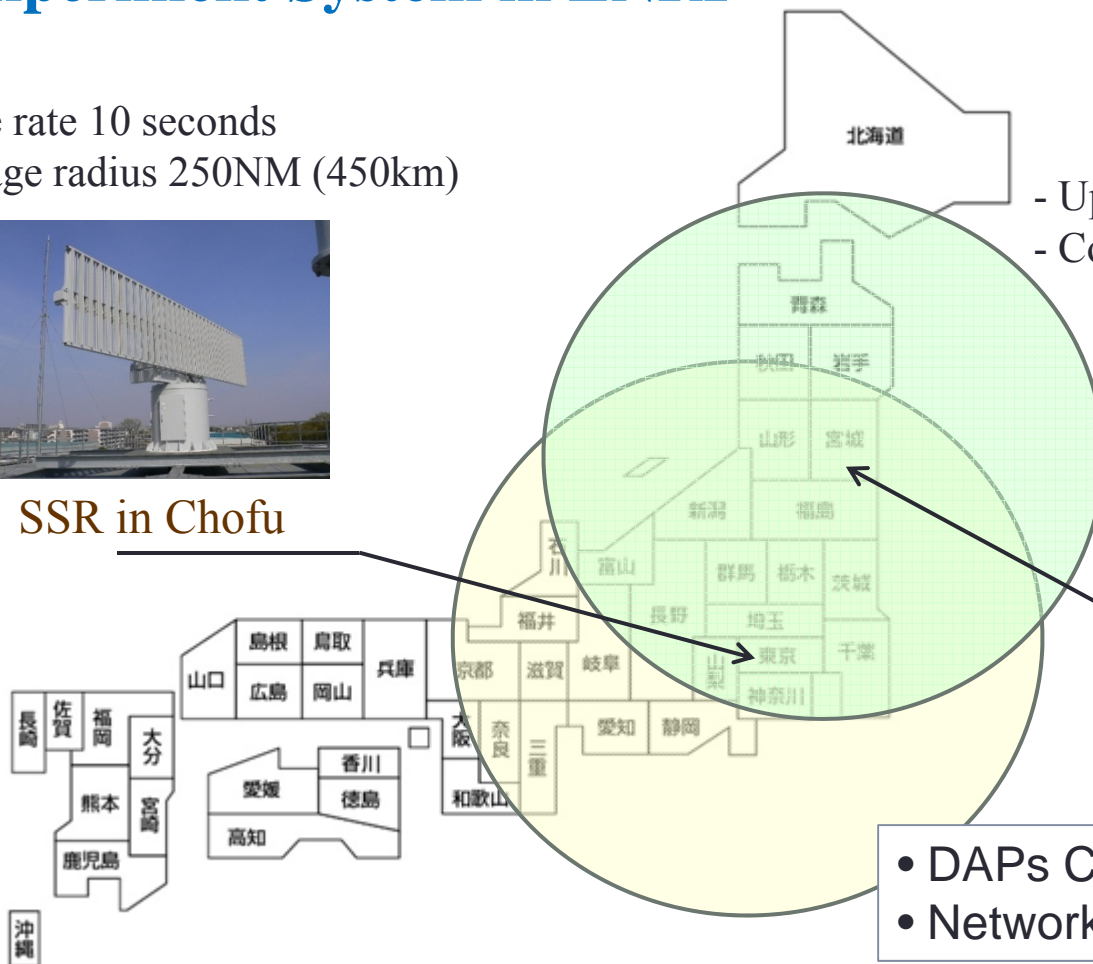 periment System in ENRI
e rate 10 seconds
age radius 250NM (450km)
- Up
- Co
SSR in Chofu
北海道
青森
秋田
岩手
山形
宮城
新潟
福島
石川
富山
群馬
栃木
茨城
福井
長野
埼玉
島根
鳥取
兵庫
京都
滋賀
岐阜
山梨
東京
千葉
山口
広島
岡山
神奈川
長崎
佐賀
福岡
大分
大阪
奈良
三重
愛知
静岡
香川
愛媛
徳島
和歌山
高知
熊本
宮崎
鹿児島
沖縄
• DAPs C
• Network